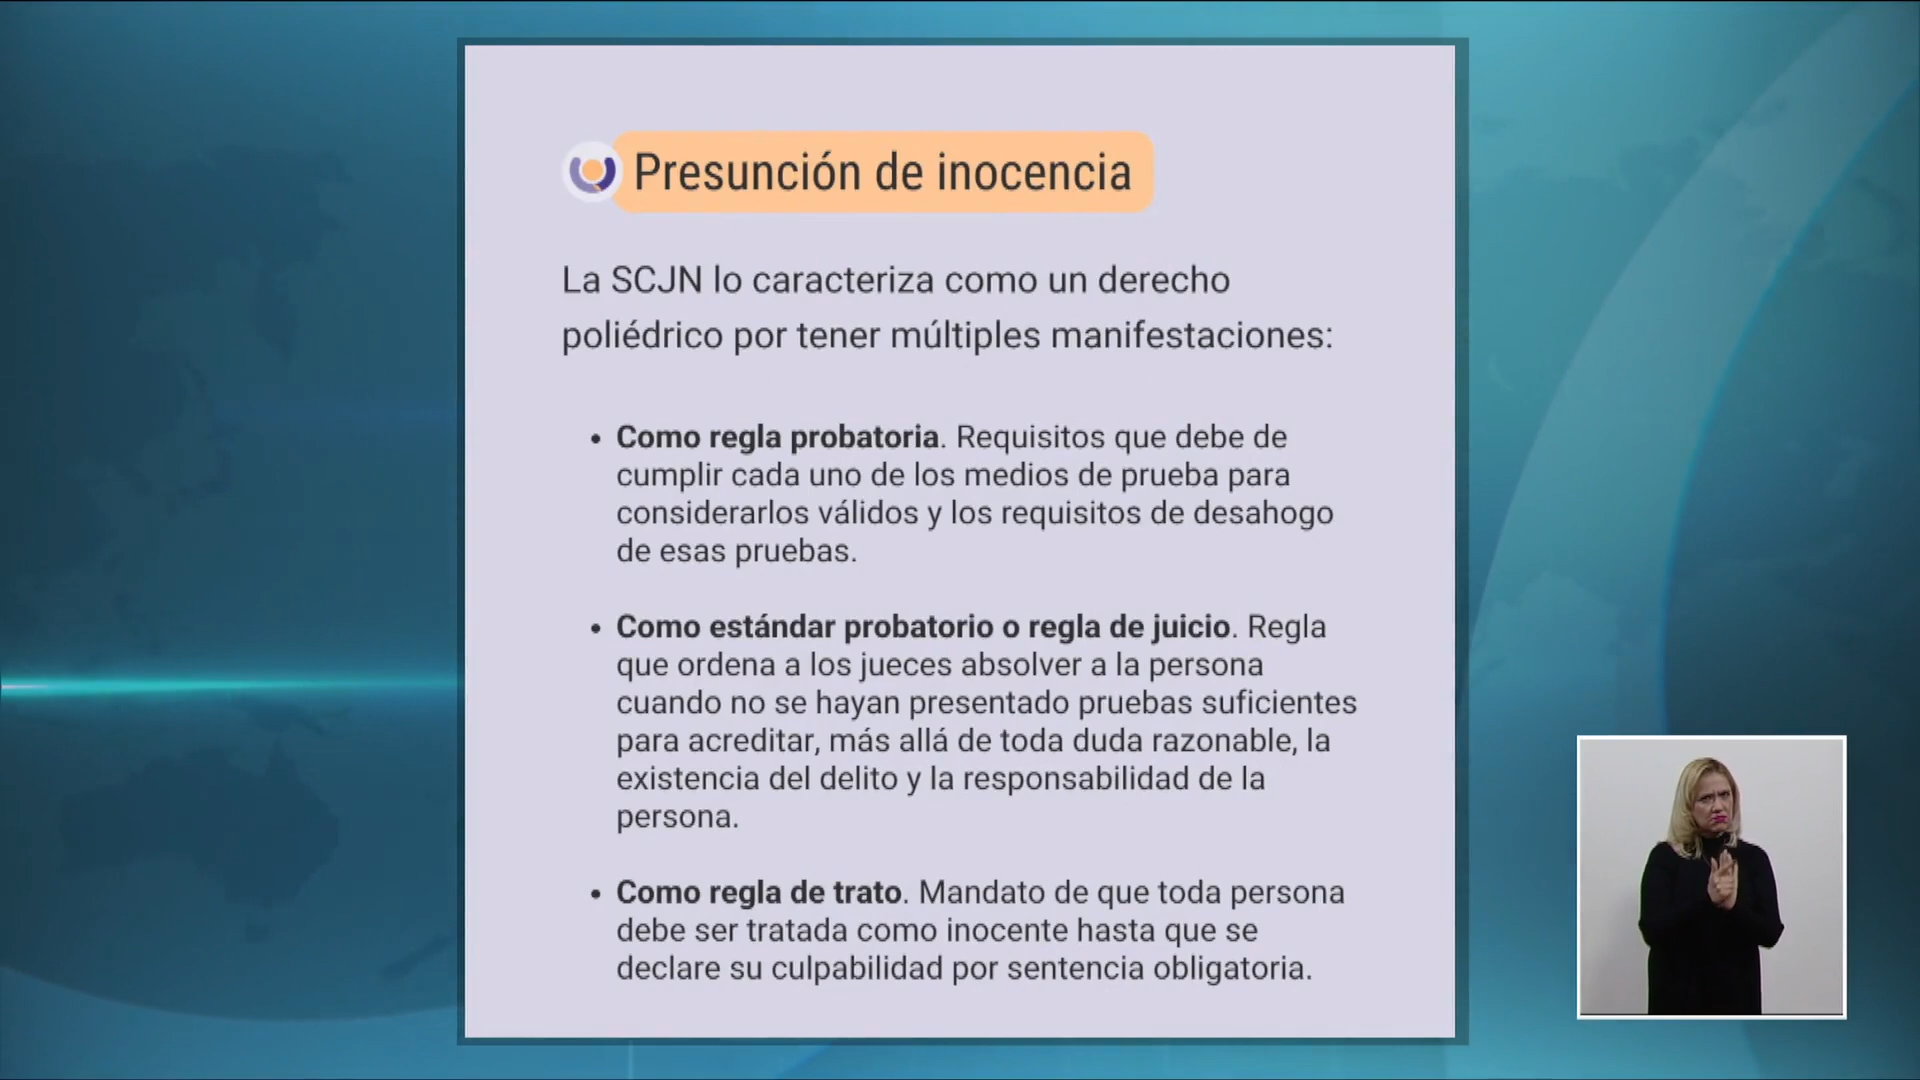 Presunción de inocencia
La SCJN lo caracteriza como un derecho
poliédrico por tener múltiples manifestaciones:
• Como regla probatoria. Requisitos que debe de
cumplir cada uno de los medios de prueba para
considerarlos válidos y los requisitos de desahogo
de esas pruebas.
• Como estándar probatorio o regla de juicio. Regla
que ordena a los jueces absolver a la persona
cuando no se hayan presentado pruebas suficientes
para acreditar, más allá de toda duda razonable, la
existencia del delito y la responsabilidad de la
persona.
• Como regla de trato. Mandato de que toda persona
debe ser tratada como inocente hasta que se
declare su culpabilidad por sentencia obligatoria.